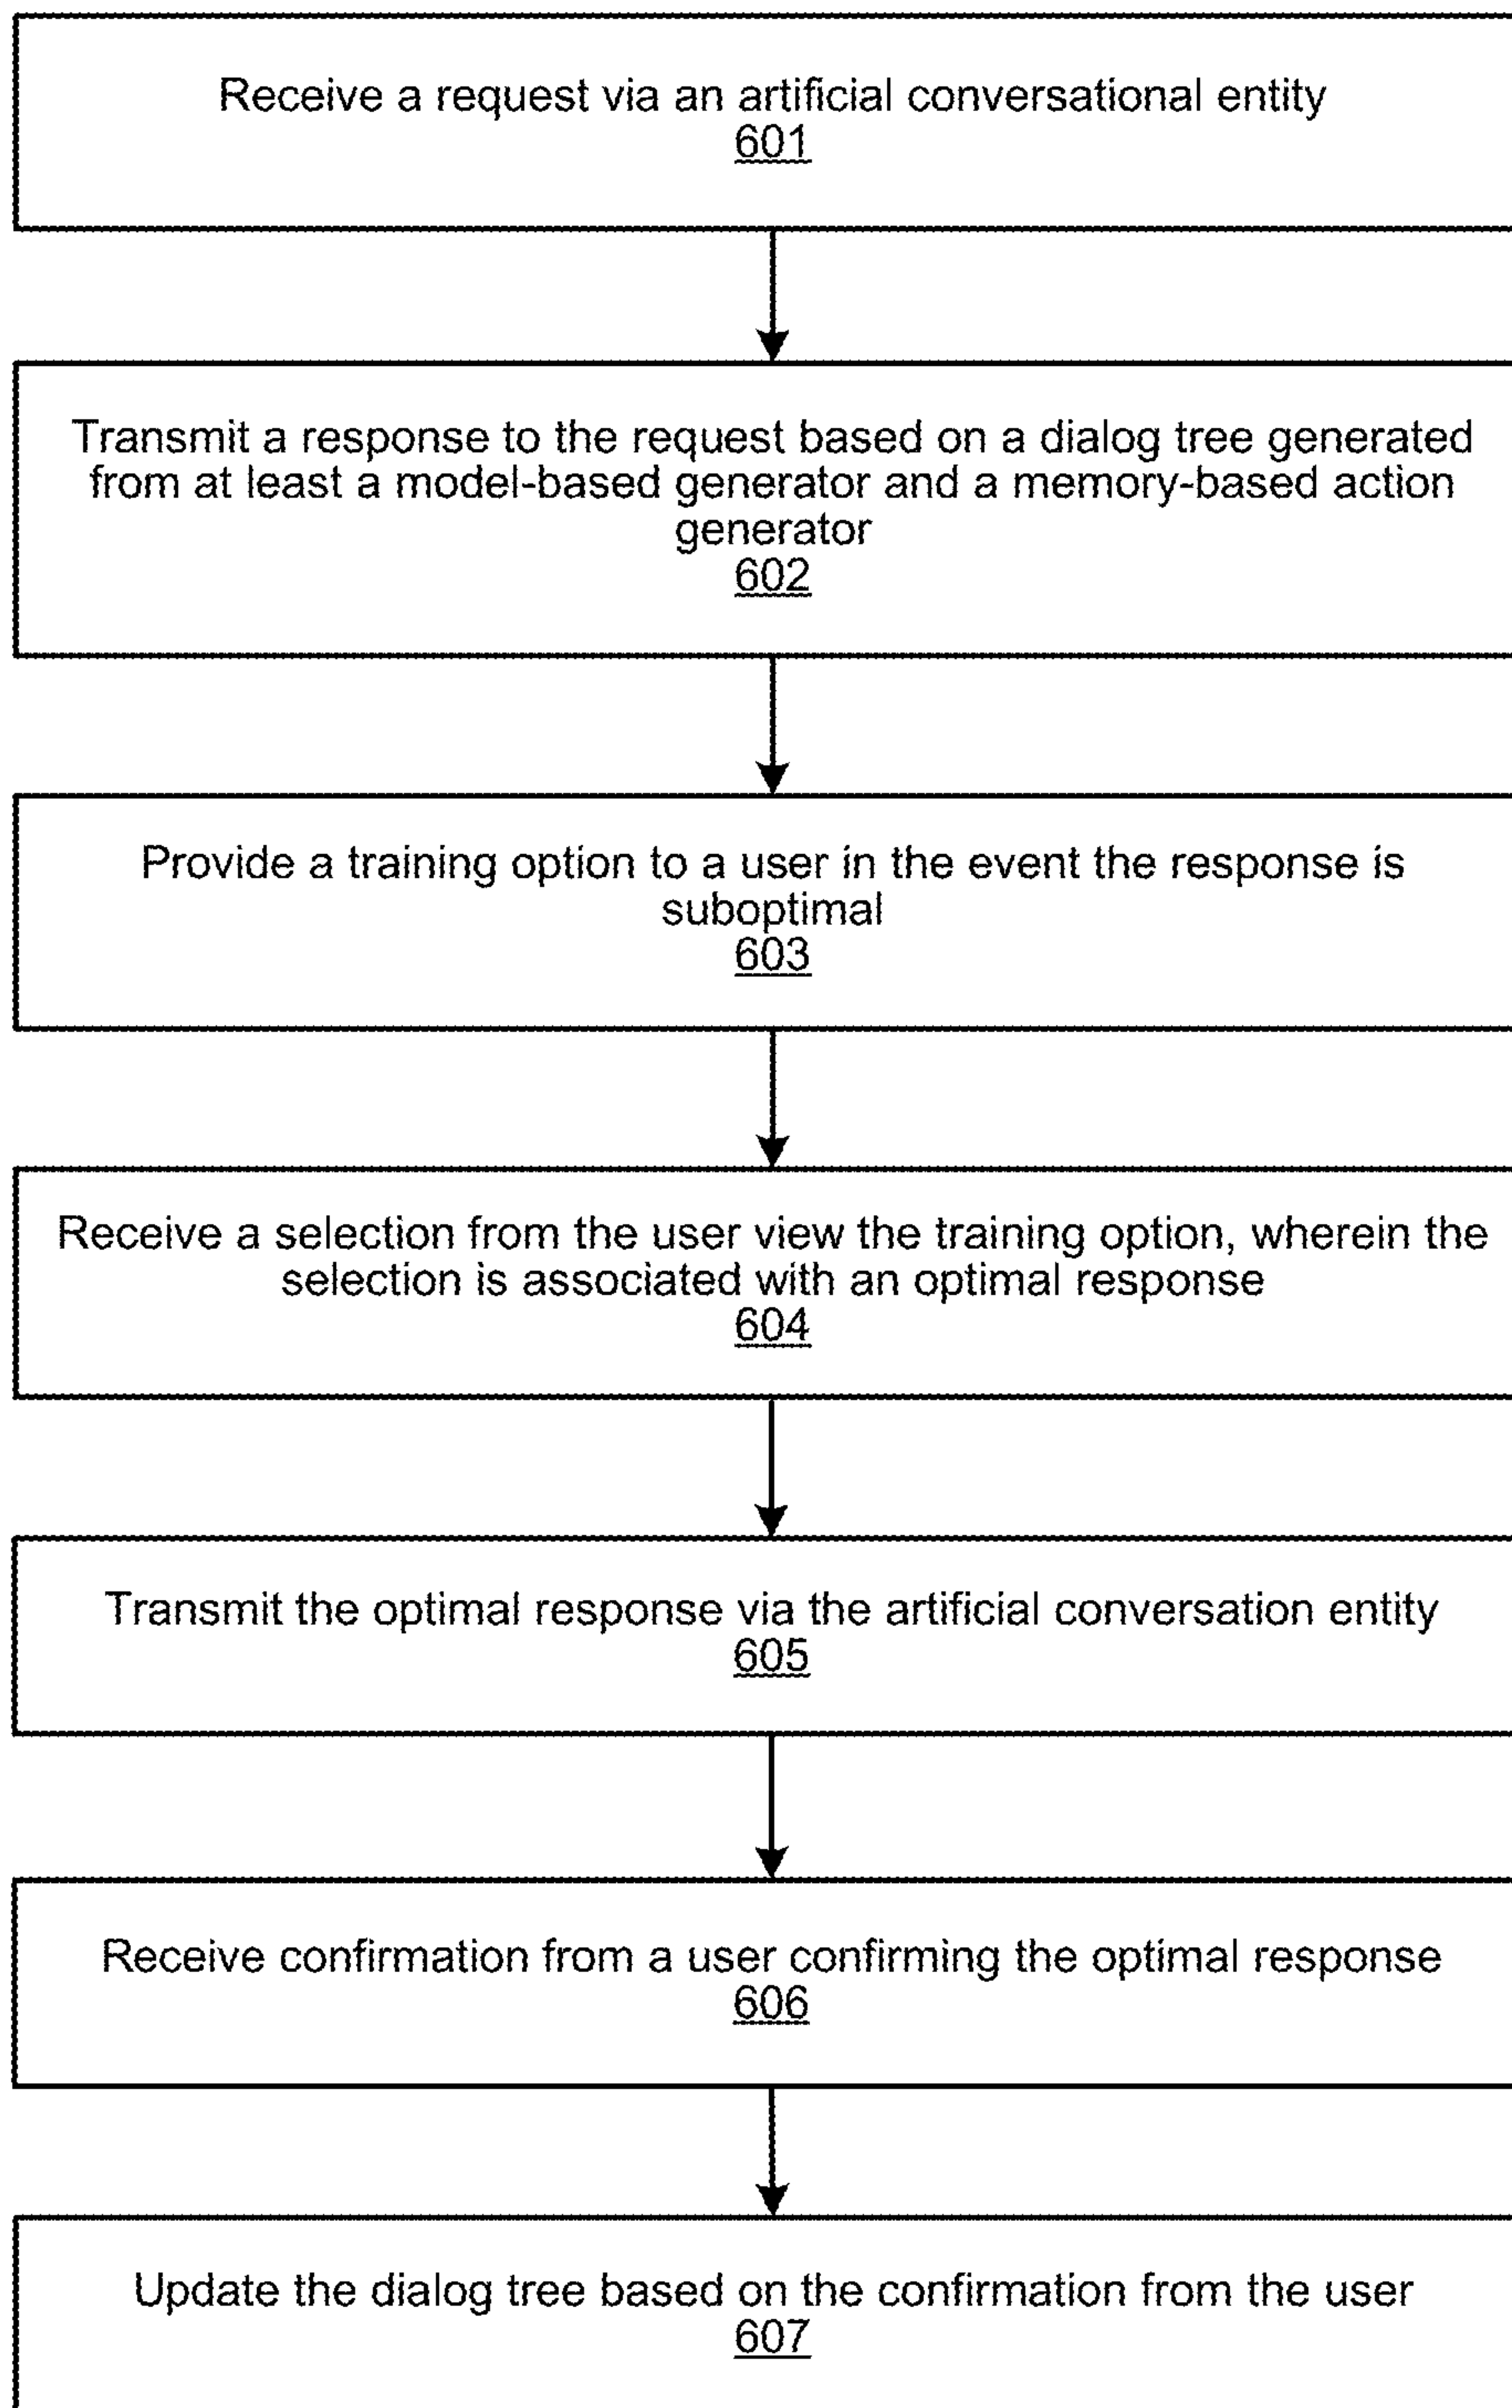 Receive a request via an artificial conversational entity
601
Transmit a response to the request based on a dialog tree generated
from at least a model-based generator and a memory-based action
generator
602
Provide a training option to a user in the event the response is
suboptimal
603
Receive a selection from the user view the training option, wherein the
selection is associated with an optimal response
604
Transmit the optimal response via the artificial conversation entity
605
Receive confirmation from a user confirming the optimal response
606
Update the dialog tree based on the confirmation from the user
607